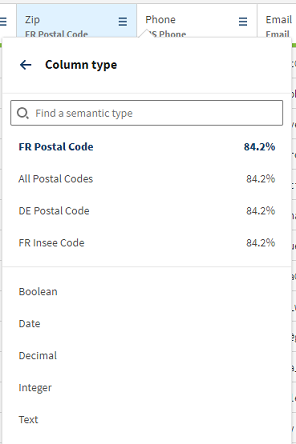 Zip
FR Postal Code
Phone
US Phone
Email
Email
Column type
Find a semantic type
FR Postal Code 84.2%
All Postal Codes 84.2%
DE Postal Code 84.2%
FR Insee Code 84.2%
Boolean
Date
Decimal
Integer
Text